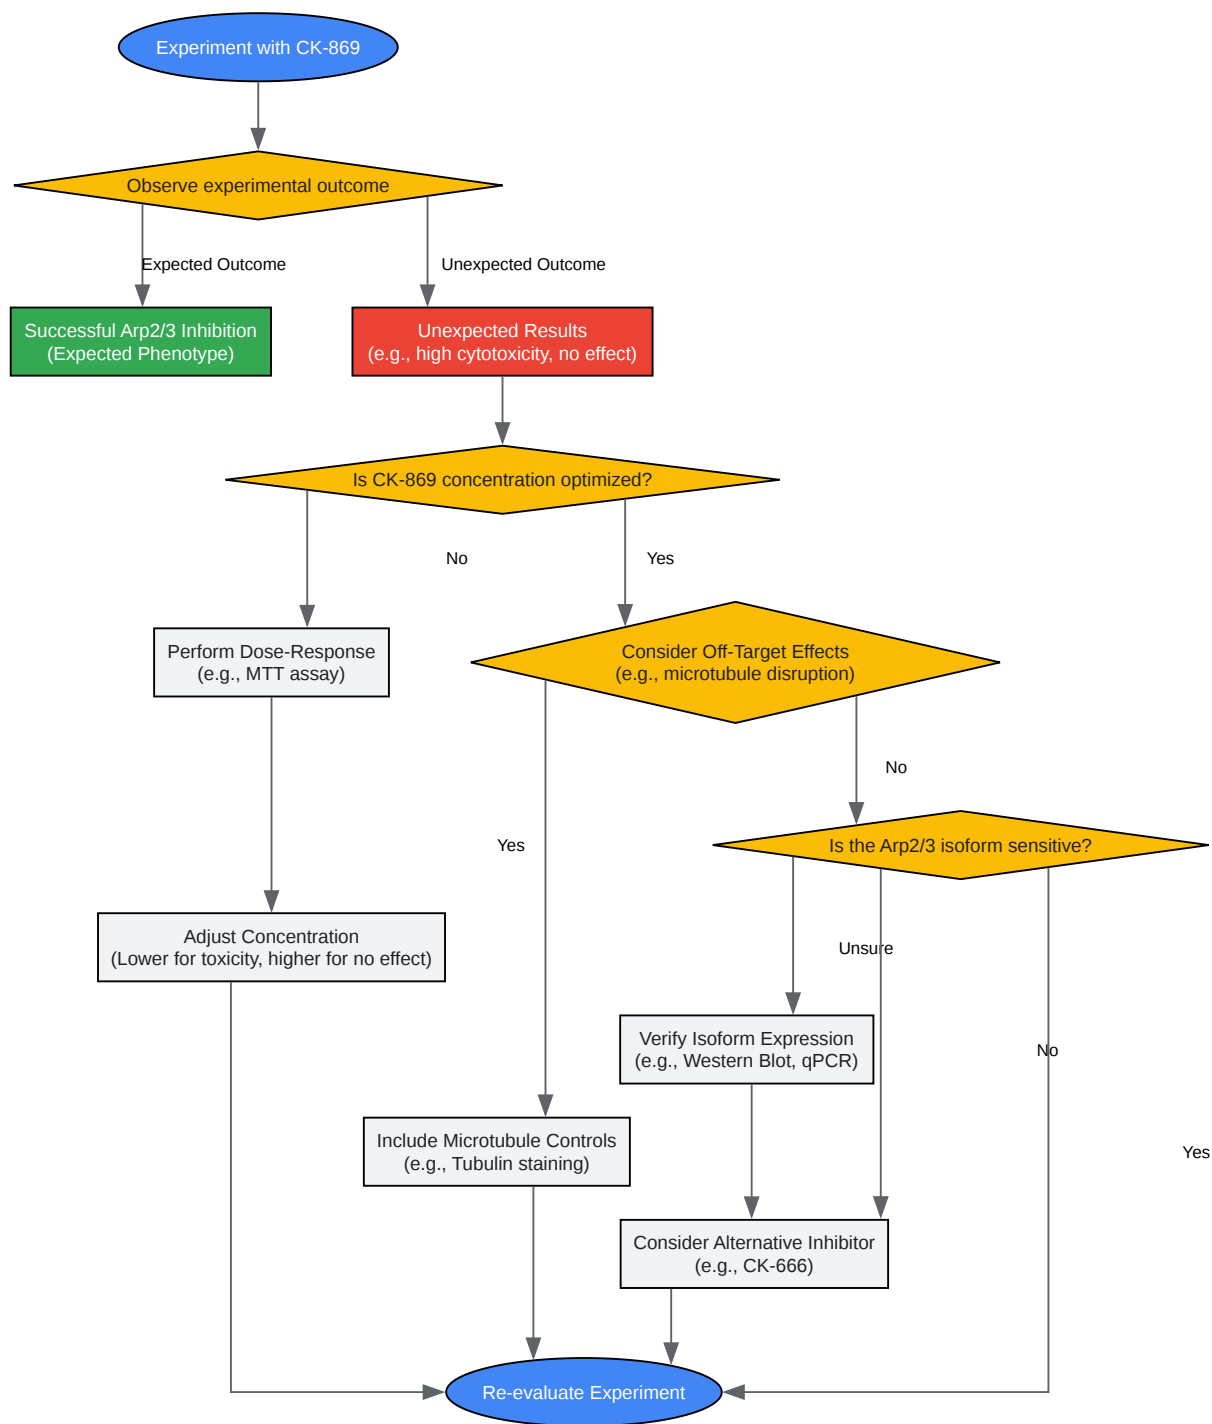 Experiment with CK-869
Observe experimental outcome
Expected Outcome
Unexpected Outcome
Successful Arp2/3 Inhibition
(Expected Phenotype)
Unexpected Results
(e.g., high cytotoxicity, no effect)
Is CK-869 concentration optimized?
No
Yes
Perform Dose-Response
(e.g., MTT assay)
Consider Off-Target Effects
(e.g., microtubule disruption)
No
Yes
Is the Arp2/3 isoform sensitive?
Adjust Concentration
(Lower for toxicity, higher for no effect)
Unsure
Verify Isoform Expression
(e.g., Western Blot, qPCR)
No
Include Microtubule Controls
(e.g., Tubulin staining)
Yes
Consider Alternative Inhibitor
(e.g., CK-666)
Re-evaluate Experiment